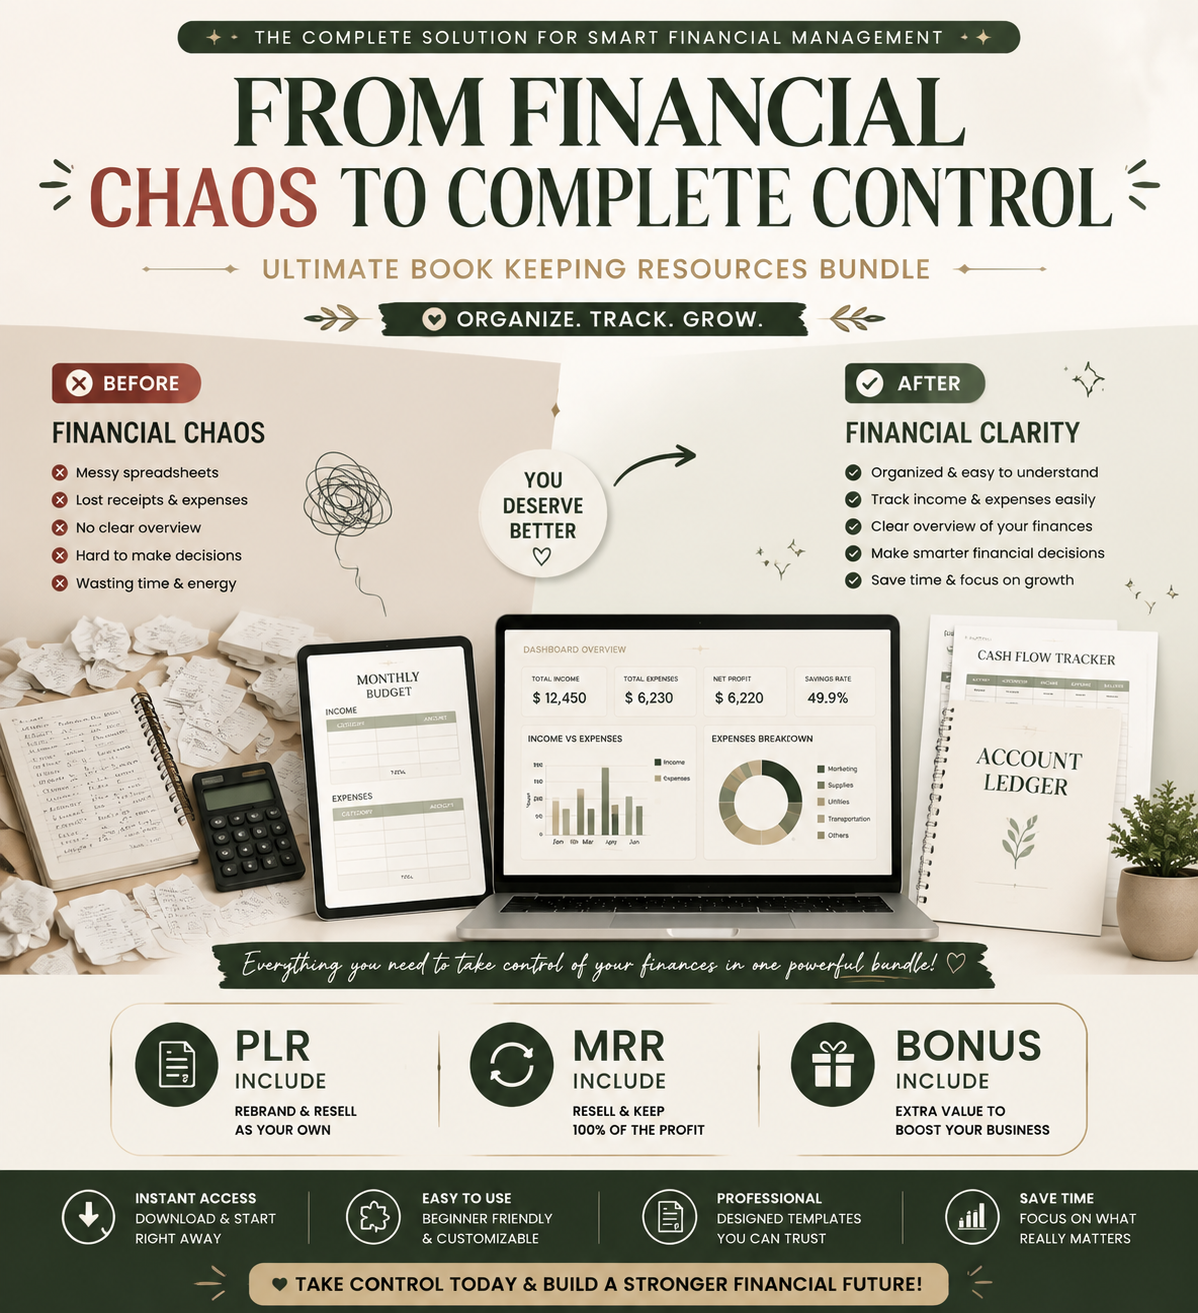 THE COMPLETE SOLUTION FOR SMART FINANCIAL MANAGEMENT
FROM FINANCIAL
CHAOS TO COMPLETE CONTROL
ULTIMATE BOOK KEEPING RESOURCES BUNDLE
ORGANIZE. TRACK. GROW.
BEFORE
FINANCIAL CHAOS
Messy spreadsheets
Lost receipts & expenses
No clear overview
Hard to make decisions
Wasting time & energy
YOU
DESERVE
BETTER
AFTER
FINANCIAL CLARITY
Organized & easy to understand
Track income & expenses easily
Clear overview of your finances
Make smarter financial decisions
Save time & focus on growth
MONTHLY
BUDGET
INCOME
EXPENSES
DASHBOARD OVERVIEW
TOTAL INCOME
$ 12,450
TOTAL EXPENSES
$ 6,230
NET PROFIT
$ 6,220
SAVINGS RATE
49.9%
INCOME VS EXPENSES
Income
Expenses
EXPENSES BREAKDOWN
Marketing
Supplies
Utilities
Transportation
Others
CASH FLOW TRACKER
ACCOUNT
LEDGER
Everything you need to take control of your finances in one powerful bundle!
PLR
INCLUDE
REBRAND & RESELL
AS YOUR OWN
MRR
INCLUDE
RESELL & KEEP
100% OF THE PROFIT
BONUS
INCLUDE
EXTRA VALUE TO
BOOST YOUR BUSINESS
INSTANT ACCESS
DOWNLOAD & START
RIGHT AWAY
EASY TO USE
BEGINNER FRIENDLY
& CUSTOMIZABLE
PROFESSIONAL
DESIGNED TEMPLATES
YOU CAN TRUST
SAVE TIME
FOCUS ON WHAT
REALLY MATTERS
TAKE CONTROL TODAY & BUILD A STRONGER FINANCIAL FUTURE!